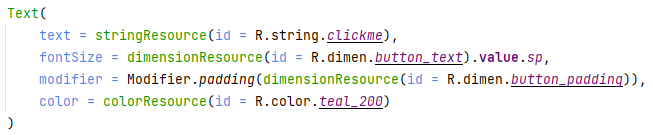 Text(
text = stringResource(id = R.string.clickme),
fontSize = dimensionResource(id = R.dimen.button_text).value.sp,
modifier = Modifier.padding(dimensionResource(id = R.dimen.button_padding)),
color = colorResource(id = R.color.teal_200)
)